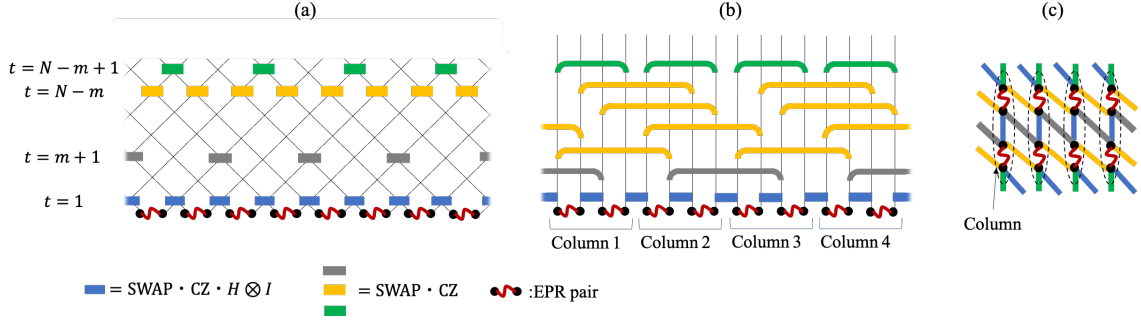 (a)
(b)
(c)
t = N − m + 1
t = N − m
t = m + 1
t = 1
Column 1
Column 2
Column 3
Column 4
Column
= SWAP · CZ · H ⊗ I
= SWAP · CZ
:EPR pair